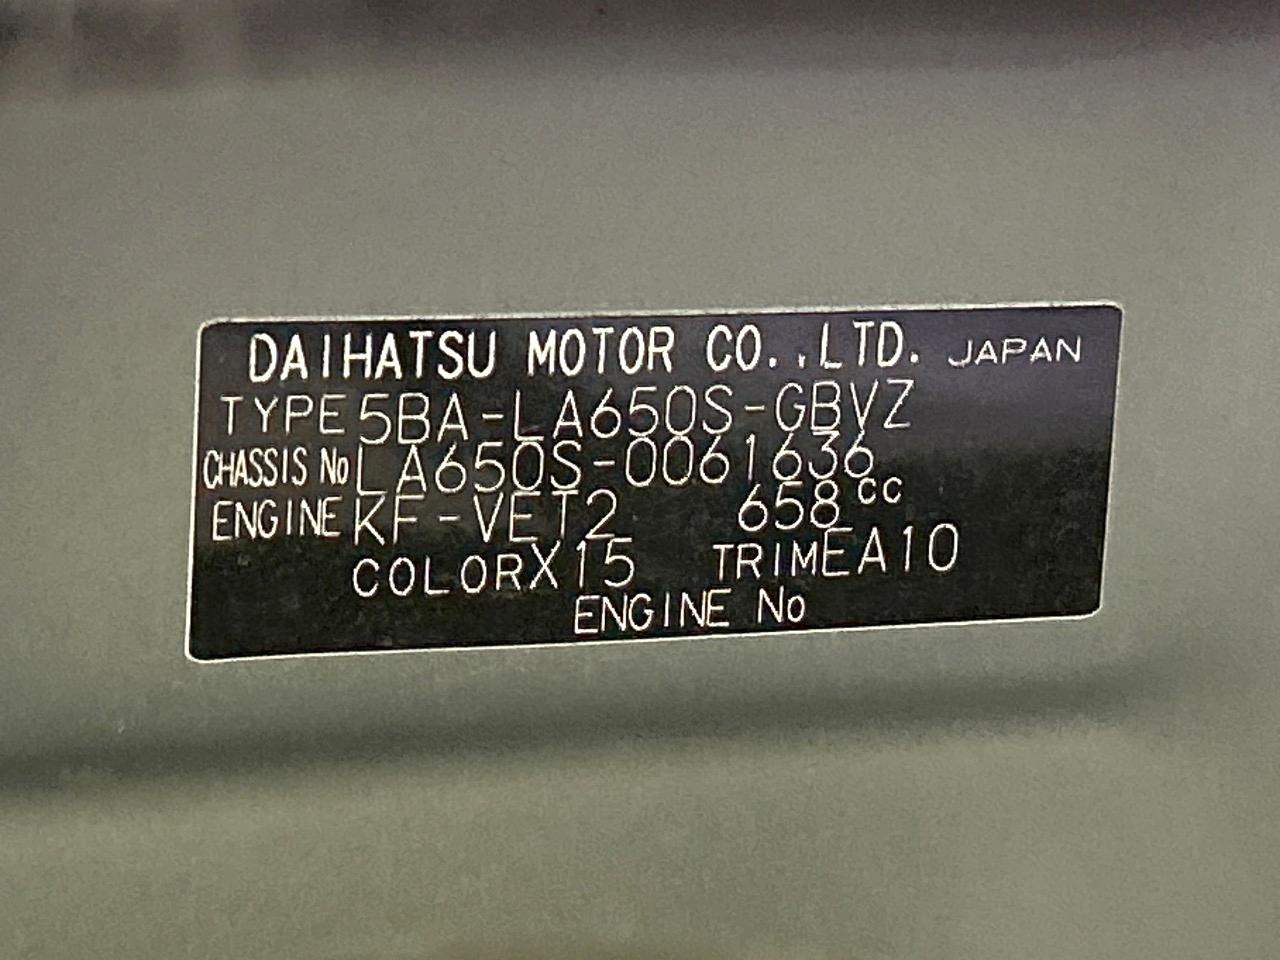 DAIHATSU MOTOR CO.,LTD. JAPAN
TYPE 5BA-LA650S-GBVZ
CHASSIS No LA650S-0061636
ENGINE KF-VET2 658cc
COLOR X15 TRIM EA10
ENGINE No